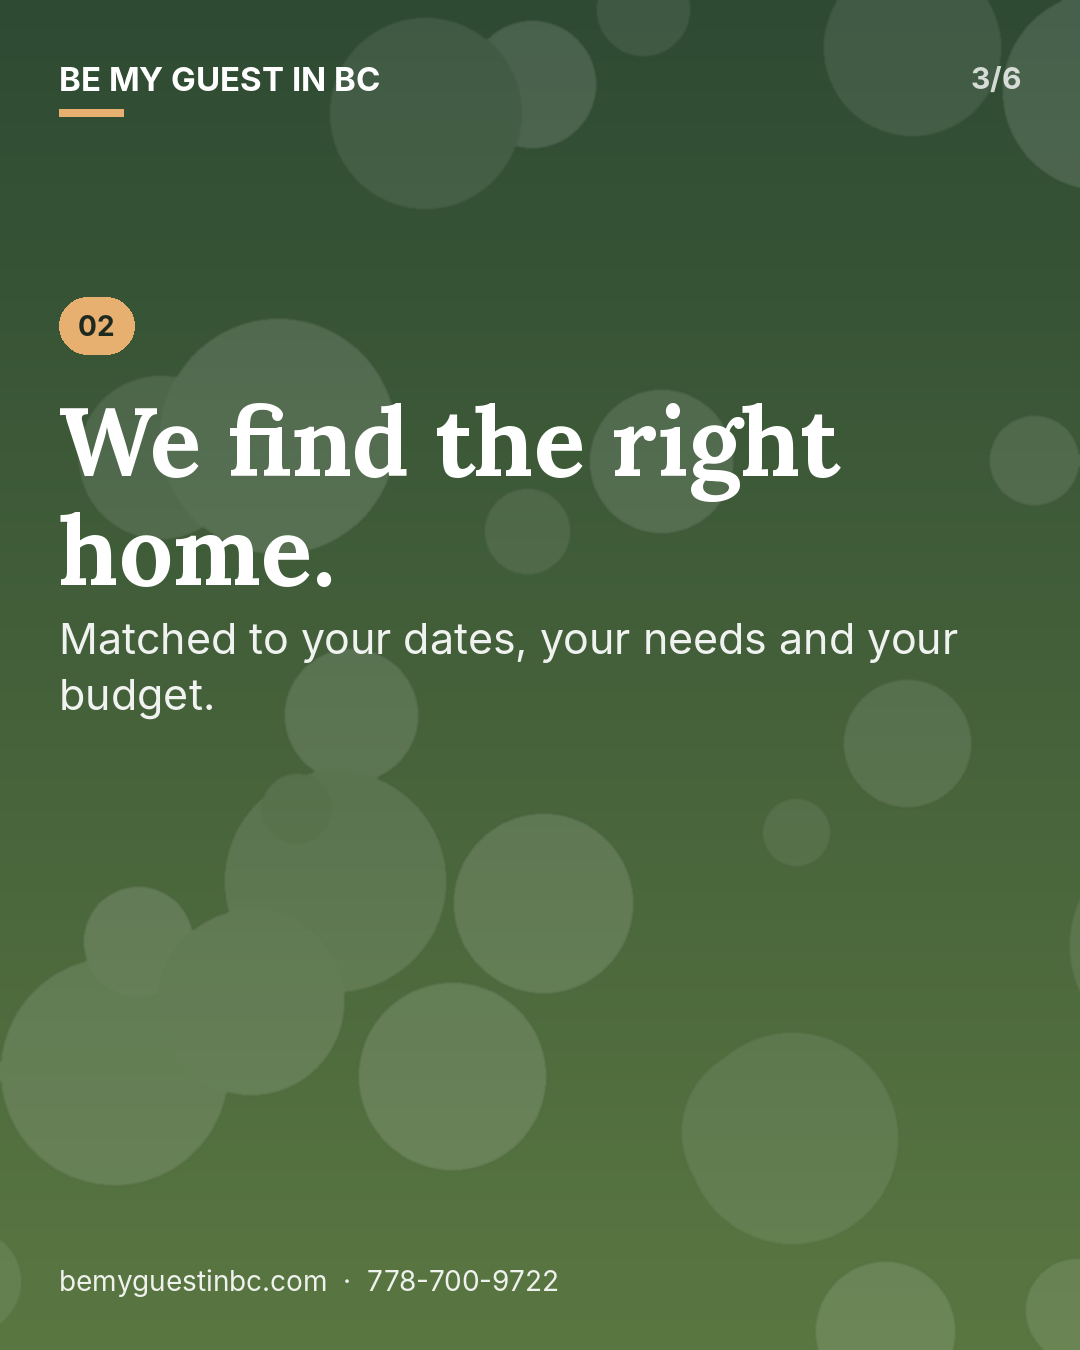 BE MY GUEST IN BC
3/6
02
We find the right
home.
Matched to your dates, your needs and your
budget.
bemyguestinbc.com · 778-700-9722